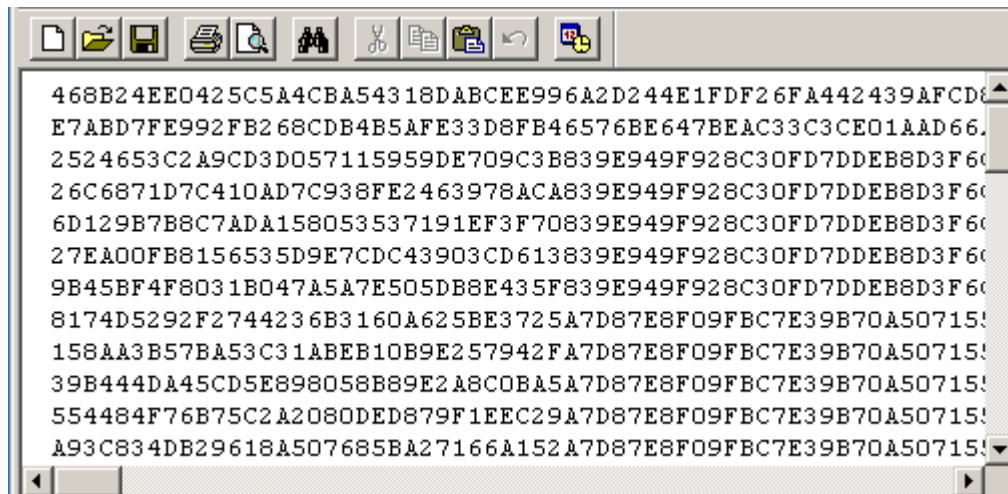 468B24EE0425C5A4CBA54318DABCEE996A2D244E1FDF26FA442439AFCD
E7ABD7FE992FB268CDB4B5AFE33D8FB46576BE647BEAC33C3CE01AAD66
2524653C2A9CD3D057115959DE709C3B839E949F928C30FD7DDEB8D3F6
26C6871D7C410AD7C938FE2463978ACA839E949F928C30FD7DDEB8D3F6
6D129B7B8C7ADA158053537191EF3F70839E949F928C30FD7DDEB8D3F6
27EA00FB8156535D9E7CDC43903CD613839E949F928C30FD7DDEB8D3F6
9B45BF4F8031B047A5A7E505DB8E435F839E949F928C30FD7DDEB8D3F6
8174D5292F2744236B3160A625BE3725A7D87E8F09FBC7E39B70A50715
158AA3B57BA53C31ABEB10B9E257942FA7D87E8F09FBC7E39B70A50715
39B444DA45CD5E898058B89E2A8C0BA5A7D87E8F09FBC7E39B70A50715
554484F76B75C2A2080DED879F1EEC29A7D87E8F09FBC7E39B70A50715
A93C834DB29618A507685BA27166A152A7D87E8F09FBC7E39B70A50715